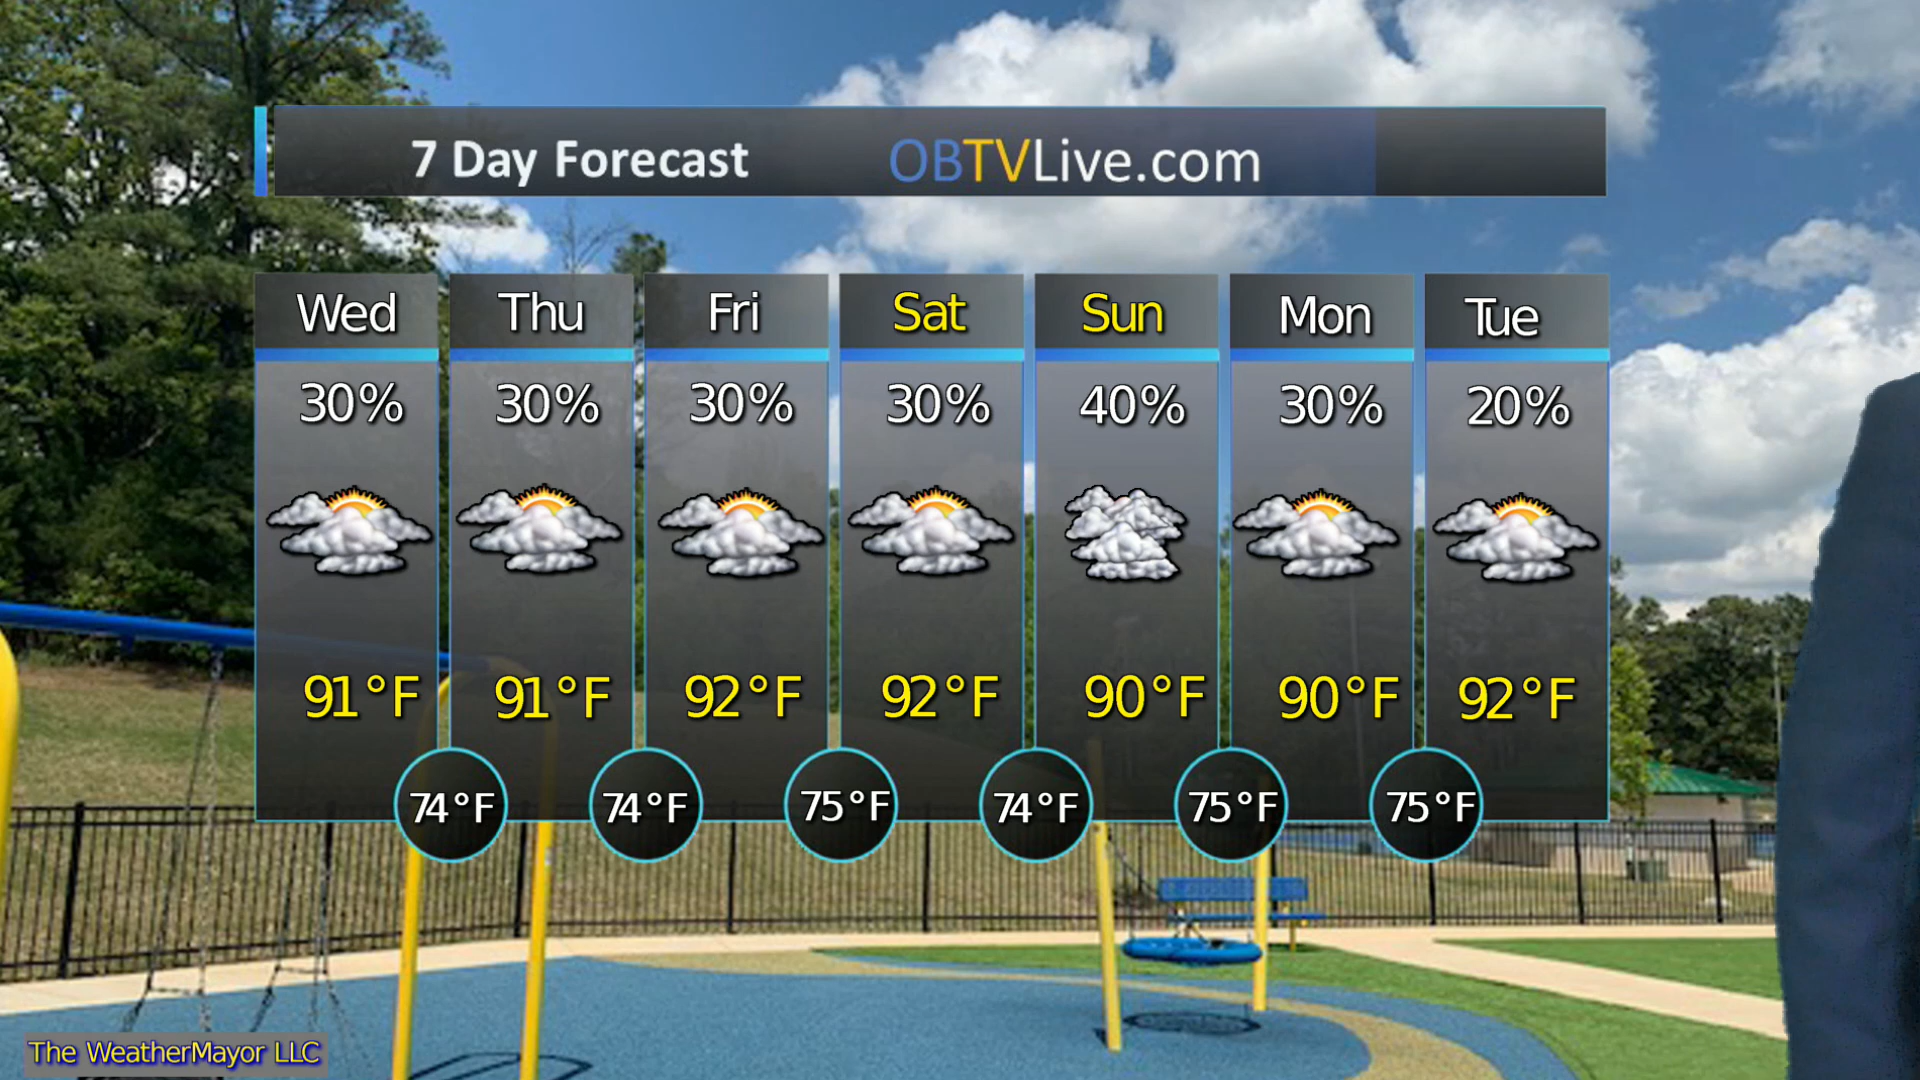 7 Day Forecast OBTVLive.com
Wed Thu Fri Sat Sun Mon Tue
30% 30% 30% 30% 40% 30% 20%
91°F 91°F 92°F 92°F 90°F 90°F 92°F
74°F 74°F 75°F 74°F 75°F 75°F
The WeatherMayor LLC